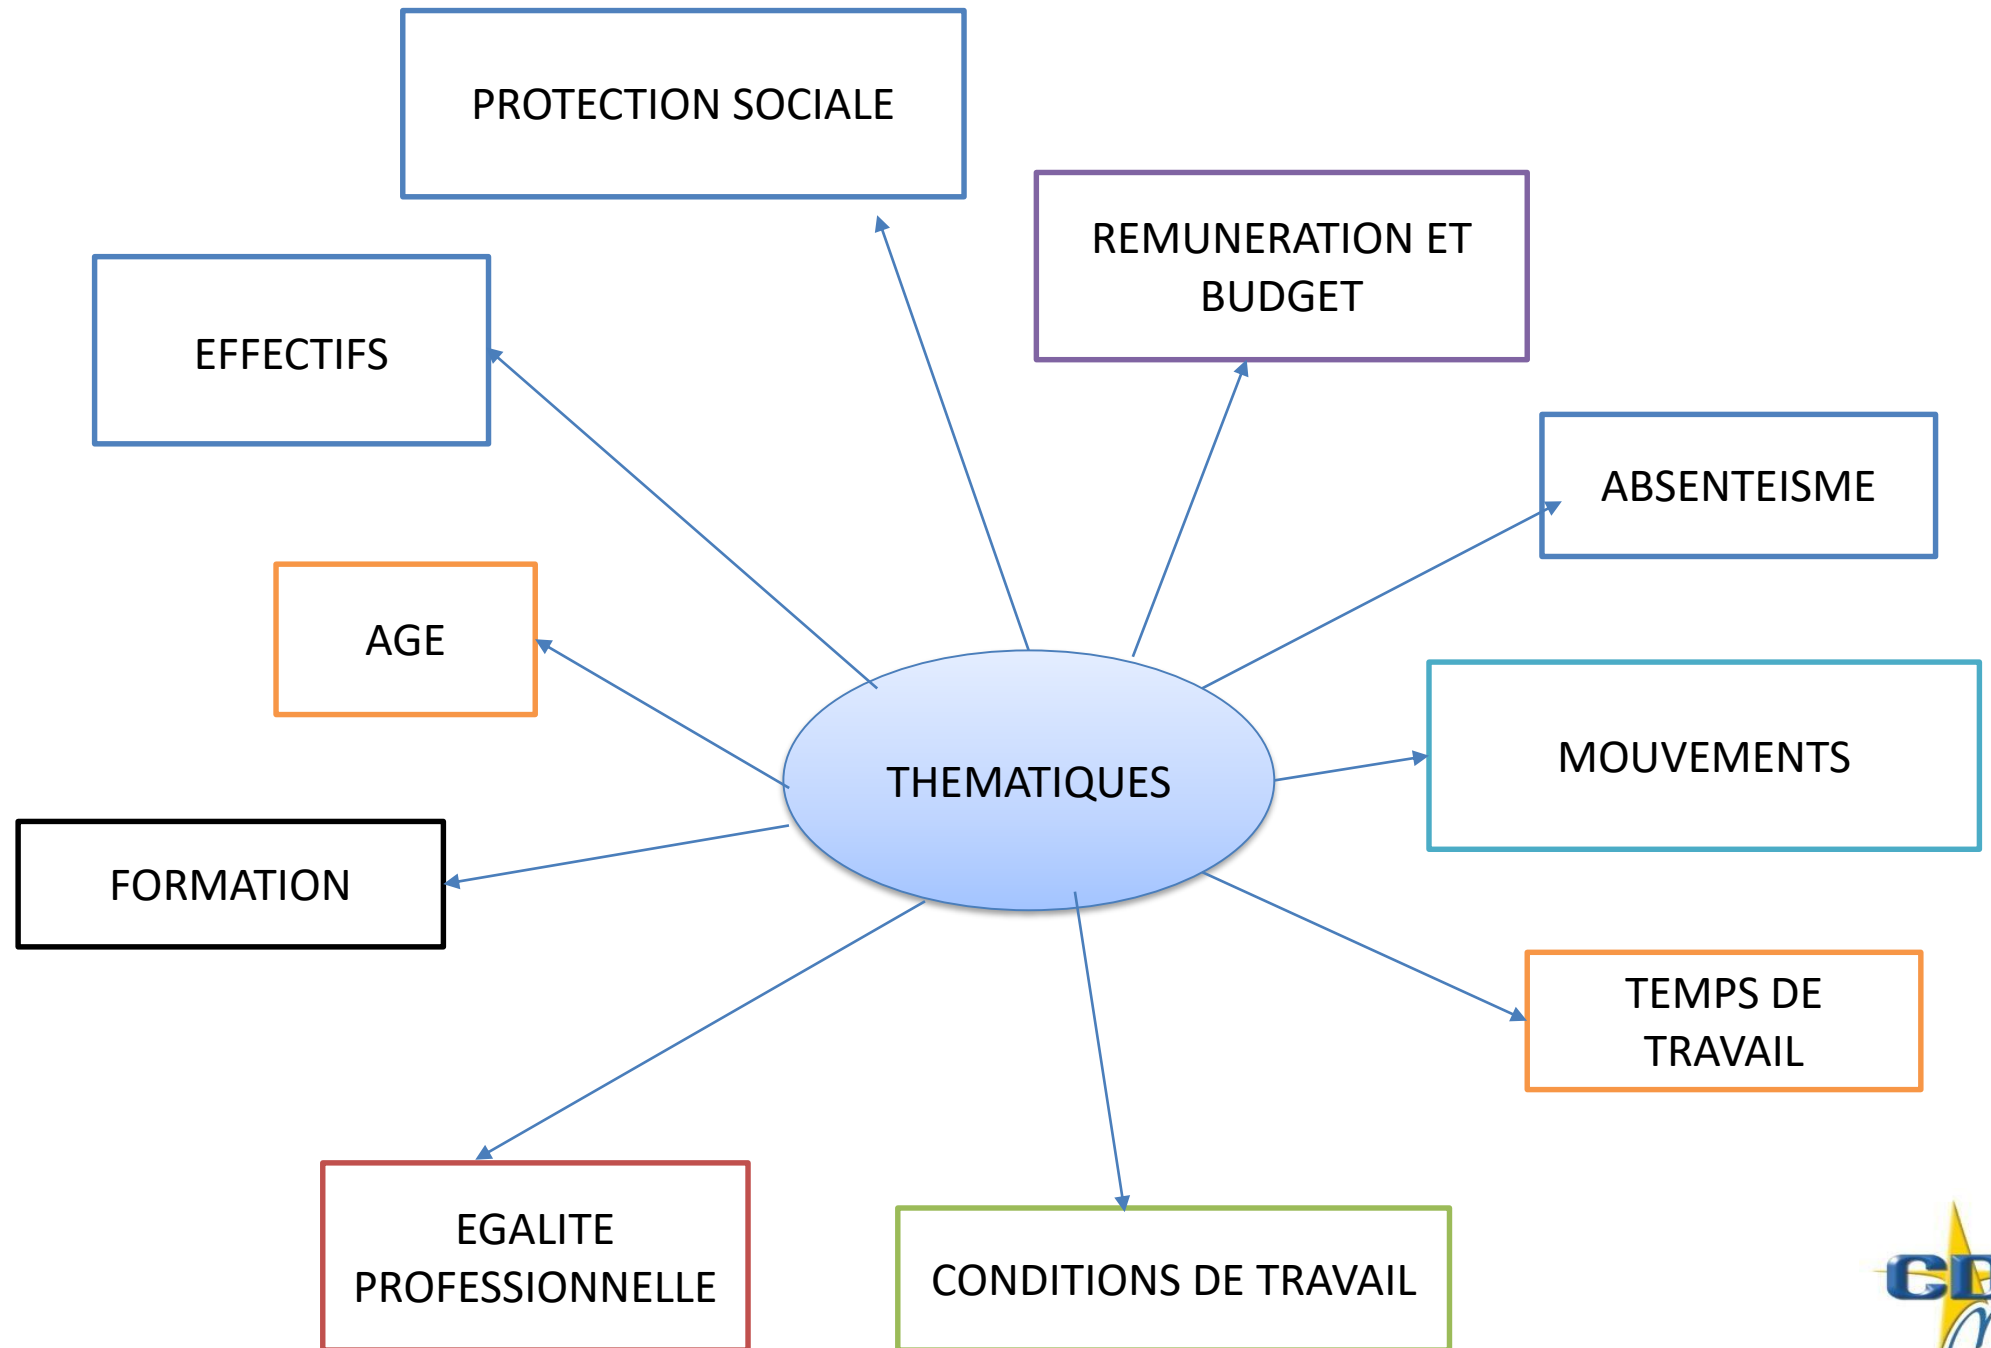 PROTECTION SOCIALE
REMUNERATION ET
BUDGET
EFFECTIFS
ABSENTEISME
AGE
MOUVEMENTS
THEMATIQUES
FORMATION
TEMPS DE
TRAVAIL
EGALITE
PROFESSIONNELLE
CONDITIONS DE TRAVAIL